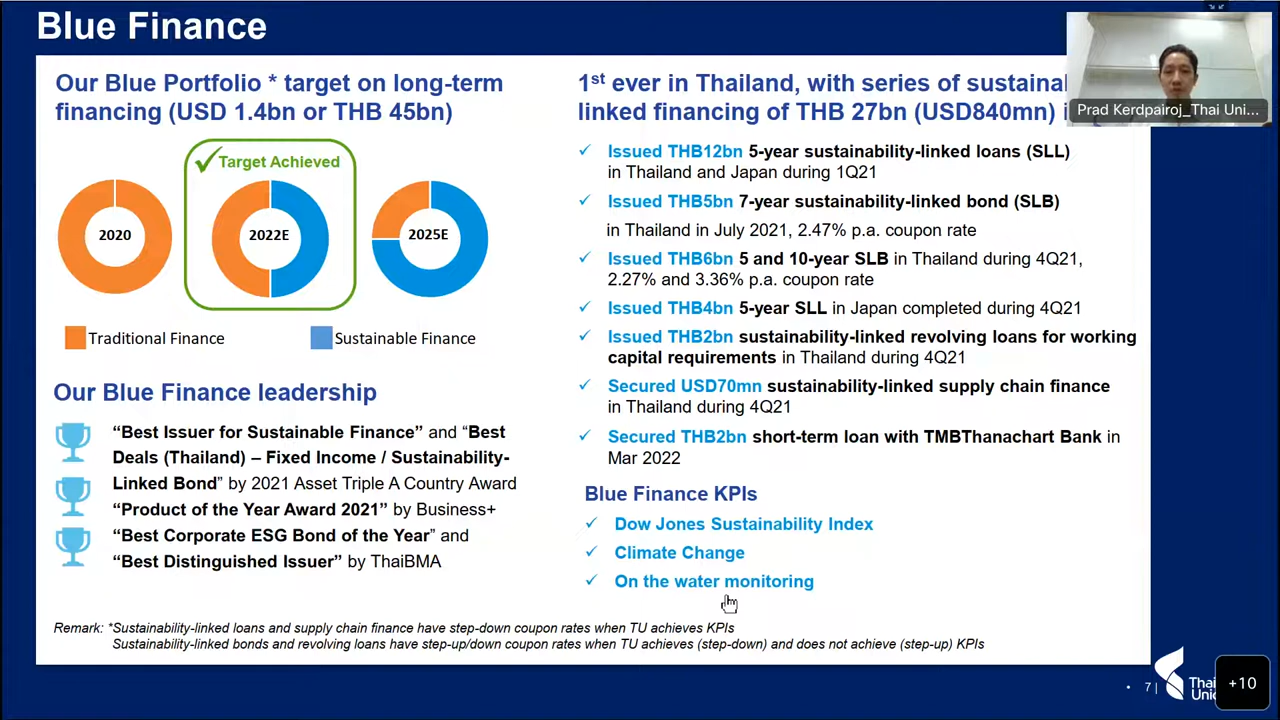 Blue Finance
Our Blue Portfolio * target on long-term
financing (USD 1.4bn or THB 45bn)
Target Achieved
2020
2022E
2025E
Traditional Finance
Sustainable Finance
Our Blue Finance leadership
“Best Issuer for Sustainable Finance” and “Best
Deals (Thailand) – Fixed Income / Sustainability-
Linked Bond” by 2021 Asset Triple A Country Award
“Product of the Year Award 2021” by Business+
“Best Corporate ESG Bond of the Year” and
“Best Distinguished Issuer” by ThaiBMA
1st ever in Thailand, with series of sustainal
linked financing of THB 27bn (USD840mn)
Issued THB12bn 5-year sustainability-linked loans (SLL)
in Thailand and Japan during 1Q21
Issued THB5bn 7-year sustainability-linked bond (SLB)
in Thailand in July 2021, 2.47% p.a. coupon rate
Issued THB6bn 5 and 10-year SLB in Thailand during 4Q21,
2.27% and 3.36% p.a. coupon rate
Issued THB4bn 5-year SLL in Japan completed during 4Q21
Issued THB2bn sustainability-linked revolving loans for working
capital requirements in Thailand during 4Q21
Secured USD70mn sustainability-linked supply chain finance
in Thailand during 4Q21
Secured THB2bn short-term loan with TMBThanachart Bank in
Mar 2022
Blue Finance KPIs
Dow Jones Sustainability Index
Climate Change
On the water monitoring
Remark: *Sustainability-linked loans and supply chain finance have step-down coupon rates when TU achieves KPIs
Sustainability-linked bonds and revolving loans have step-up/down coupon rates when TU achieves (step-down) and does not achieve (step-up) KPIs
Prad Kerdpairoj_Thai Uni...
• 7 |
Thai
Unio
+10